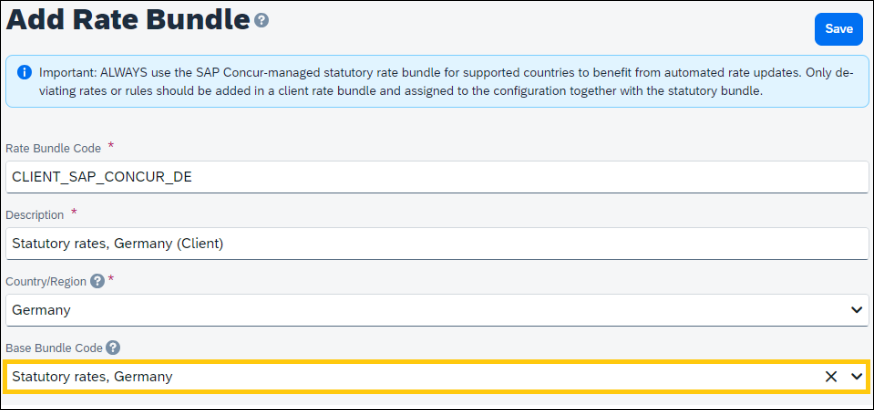 Add Rate Bundle ?
Save
i Important: ALWAYS use the SAP Concur-managed statutory rate bundle for supported countries to benefit from automated rate updates. Only de-
viating rates or rules should be added in a client rate bundle and assigned to the configuration together with the statutory bundle.
Rate Bundle Code *
CLIENT_SAP_CONCUR_DE
Description *
Statutory rates, Germany (Client)
Country/Region ? *
Germany
Base Bundle Code ?
Statutory rates, Germany